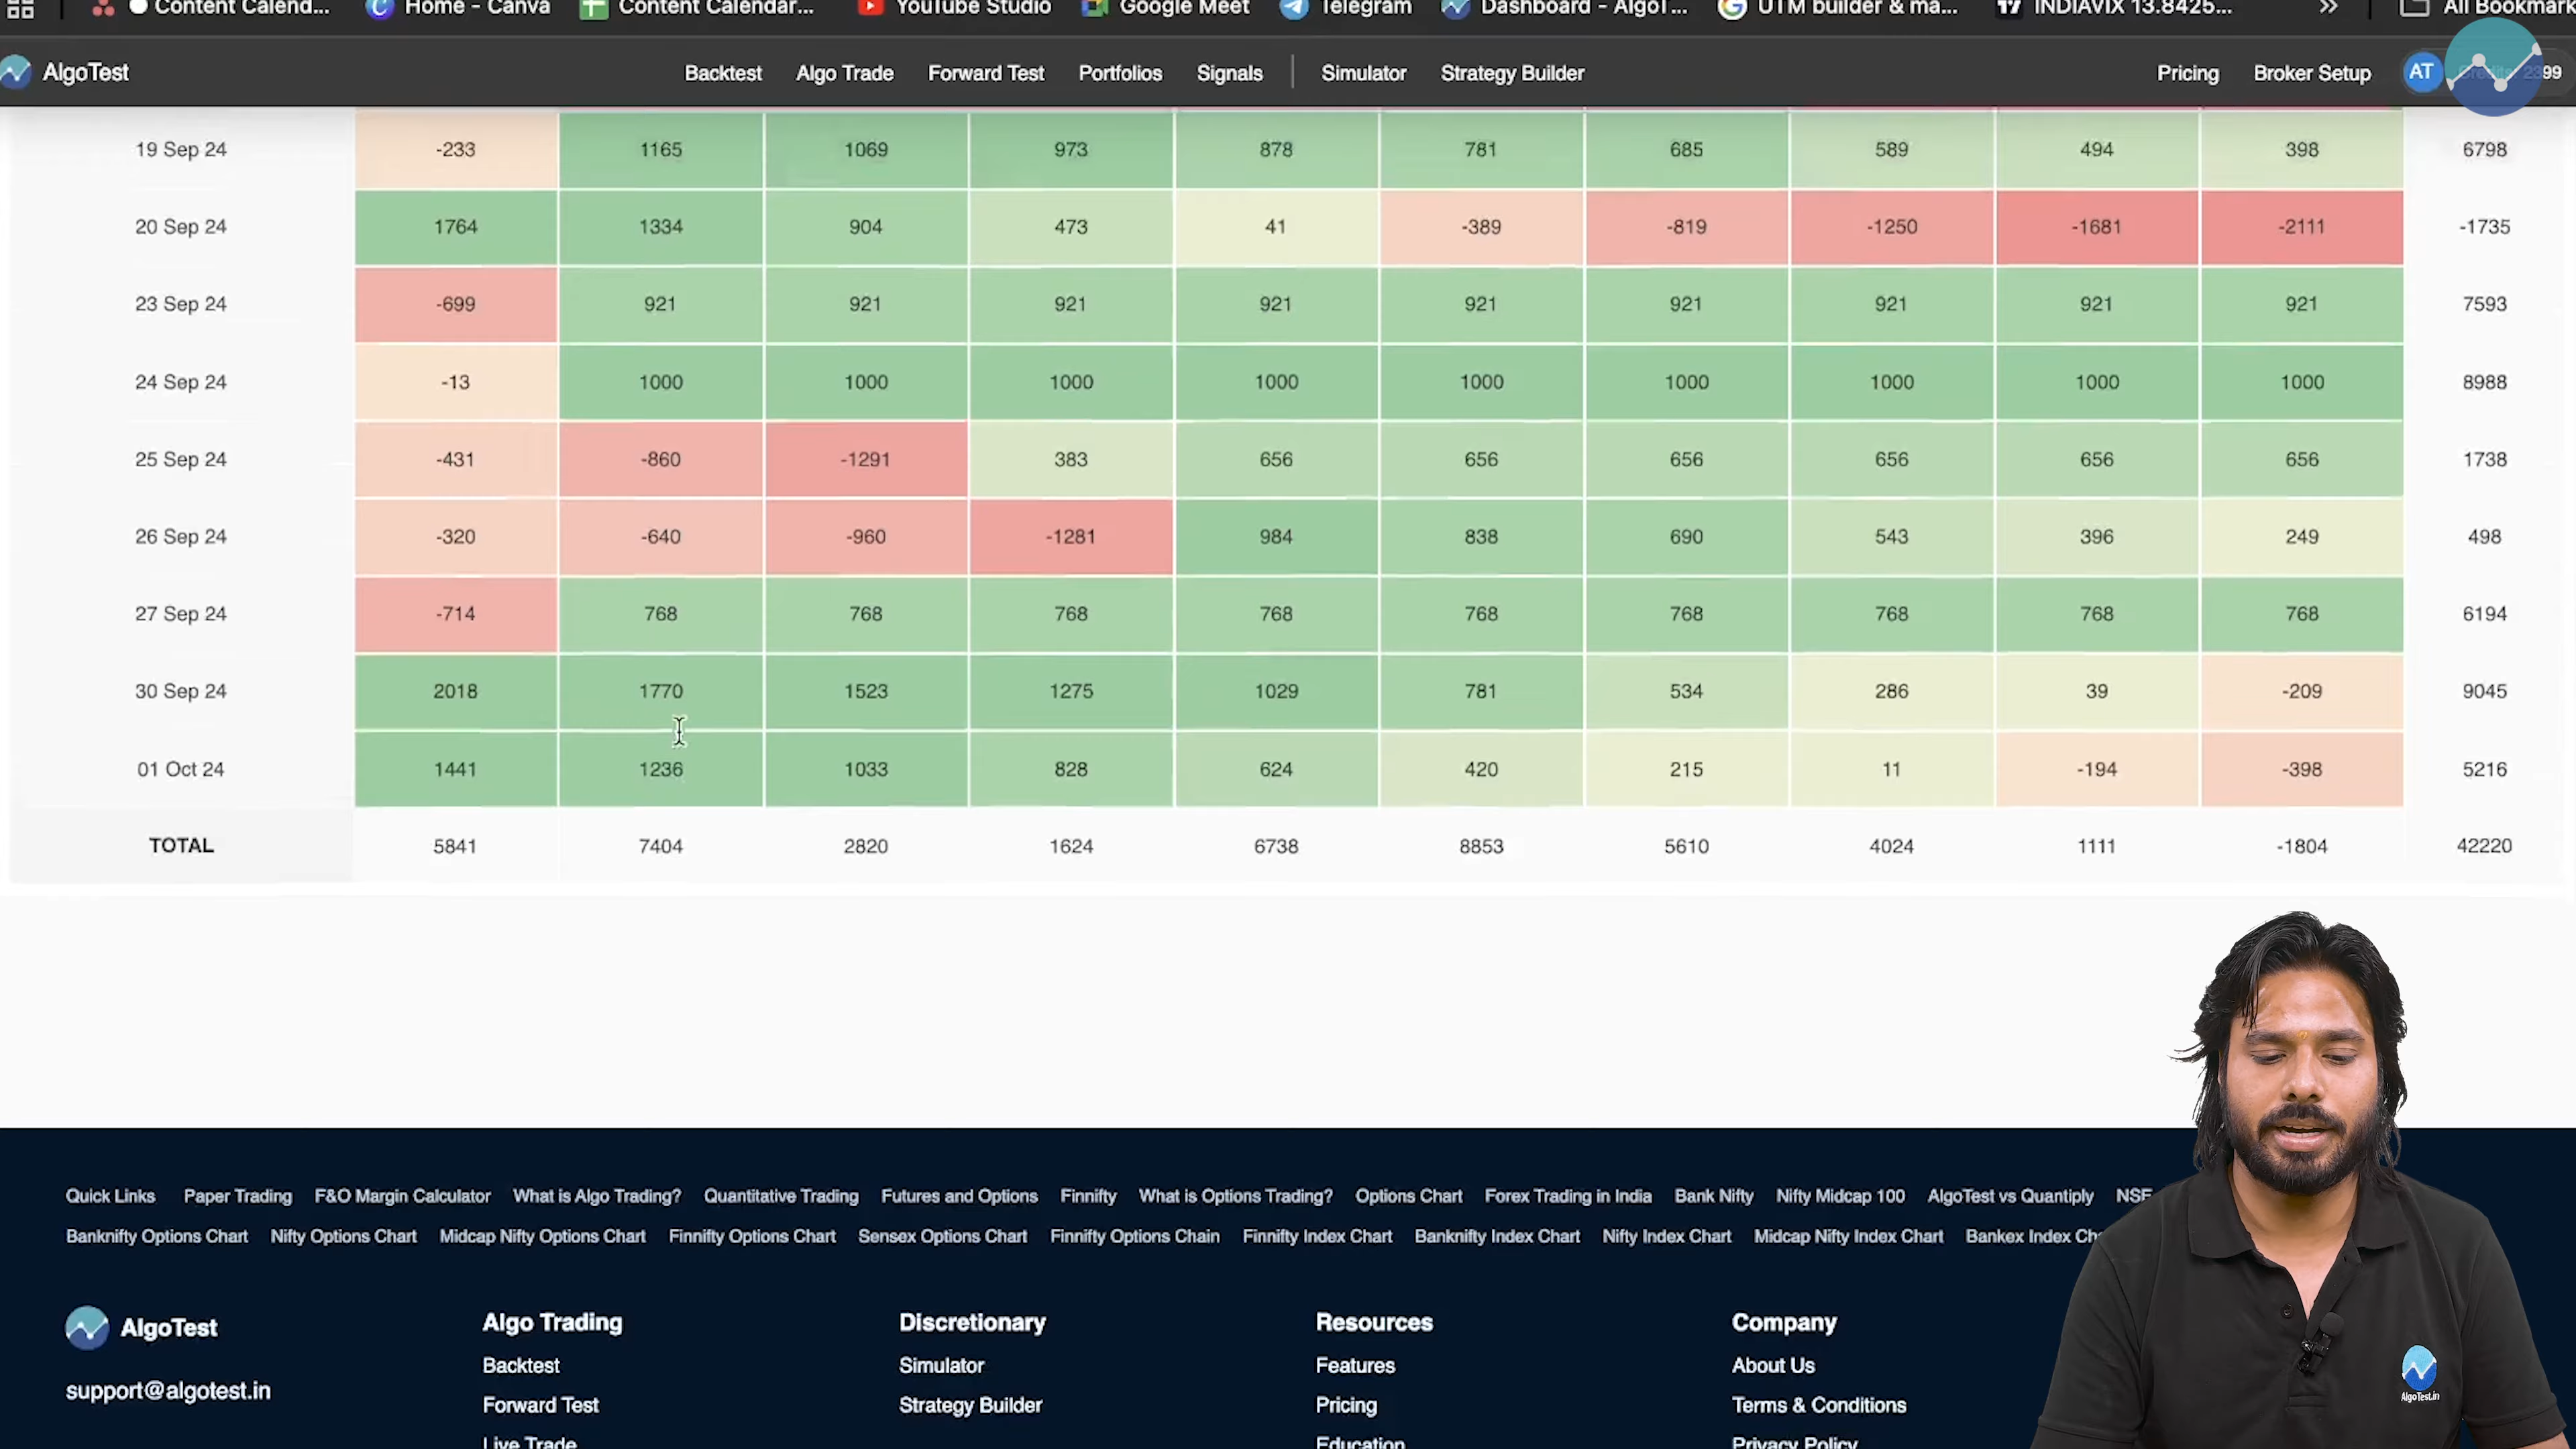 Content Calend... Home - Canva Content Calendar... YouTube Studio Google Meet Telegram Dashboard - AlgoT... UTM builder & ma... INDIAVIX 13.8425... » All Bookmark
AlgoTest Backtest Algo Trade Forward Test Portfolios Signals Simulator Strategy Builder Pricing Broker Setup AT 2399
19 Sep 24 -233 1165 1069 973 878 781 685 589 494 398 6798
20 Sep 24 1764 1334 904 473 41 -389 -819 -1250 -1681 -2111 -1735
23 Sep 24 -699 921 921 921 921 921 921 921 921 921 7593
24 Sep 24 -13 1000 1000 1000 1000 1000 1000 1000 1000 1000 8988
25 Sep 24 -431 -860 -1291 383 656 656 656 656 656 656 1738
26 Sep 24 -320 -640 -960 -1281 984 838 690 543 396 249 498
27 Sep 24 -714 768 768 768 768 768 768 768 768 768 6194
30 Sep 24 2018 1770 1523 1275 1029 781 534 286 39 -209 9045
01 Oct 24 1441 1236 1033 828 624 420 215 11 -194 -398 5216
TOTAL 5841 7404 2820 1624 6738 8853 5610 4024 1111 -1804 42220
Quick Links Paper Trading F&O Margin Calculator What is Algo Trading? Quantitative Trading Futures and Options Finnifty What is Options Trading? Options Chart Forex Trading in India Bank Nifty Nifty Midcap 100 AlgoTest vs Quantiply NSE
Banknifty Options Chart Nifty Options Chart Midcap Nifty Options Chart Finnifty Options Chart Sensex Options Chart Finnifty Options Chain Finnifty Index Chart Banknifty Index Chart Nifty Index Chart Midcap Nifty Index Chart Bankex Index Ch
AlgoTest Algo Trading Discretionary Resources Company
Backtest Simulator Features About Us
support@algotest.in Forward Test Strategy Builder Pricing Terms & Conditions
Live Trade Education Privacy Policy
AlgoTest.in